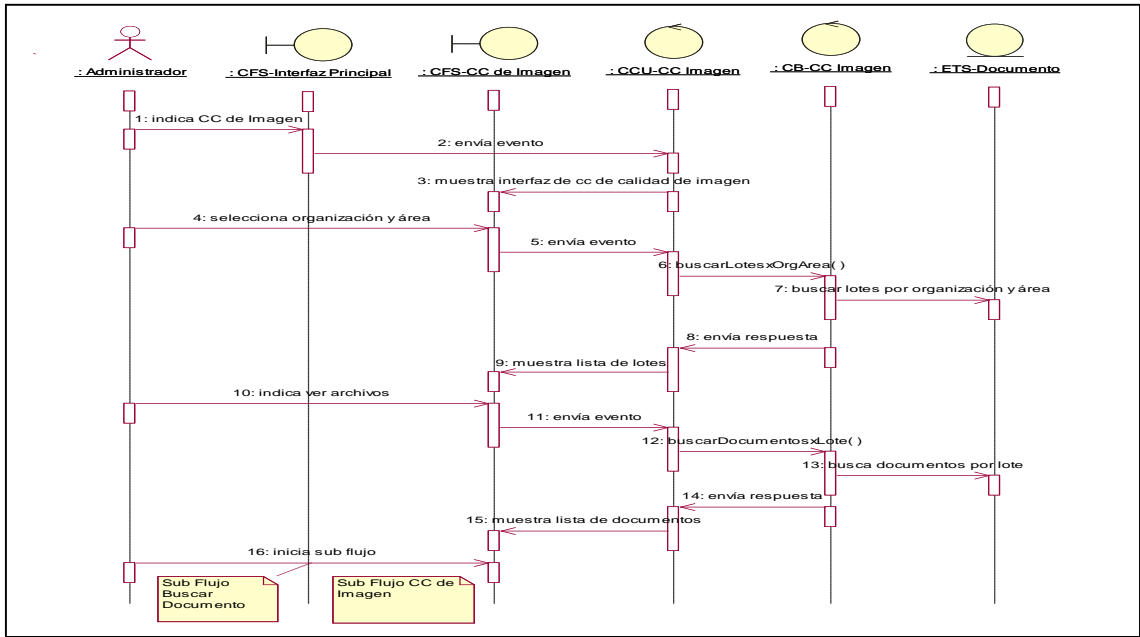 : Administrador
: CFS-Interfaz Principal
: CFS-CC de Imagen
: CCU-CC Imagen
: CB-CC Imagen
: ETS-Documento
1: indica CC de Imagen
2: envía evento
3: muestra interfaz de cc de calidad de imagen
4: selecciona organización y área
5: envía evento
6: buscarLotesxOrgArea( )
7: buscar lotes por organización y área
8: envía respuesta
9: muestra lista de lotes
10: indica ver archivos
11: envía evento
12: buscarDocumentosxLote( )
13: busca documentos por lote
14: envía respuesta
15: muestra lista de documentos
16: inicia sub flujo
Sub Flujo
Buscar
Documento
Sub Flujo CC de
Imagen